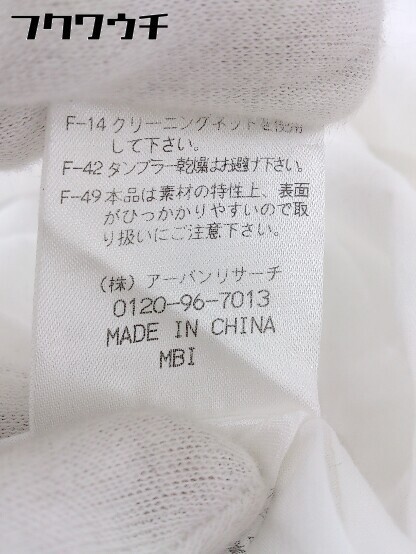 フクワウチ
F-14 クリーニングネットを使用
して下さい。
F-42 タンブラー乾燥はお避け下さい。
F-49 本品は素材の特性上、表面
がひっかかりやすいので取
り扱いにご注意下さい。
(株) アーバンリサーチ
0120-96-7013
MADE IN CHINA
MBI